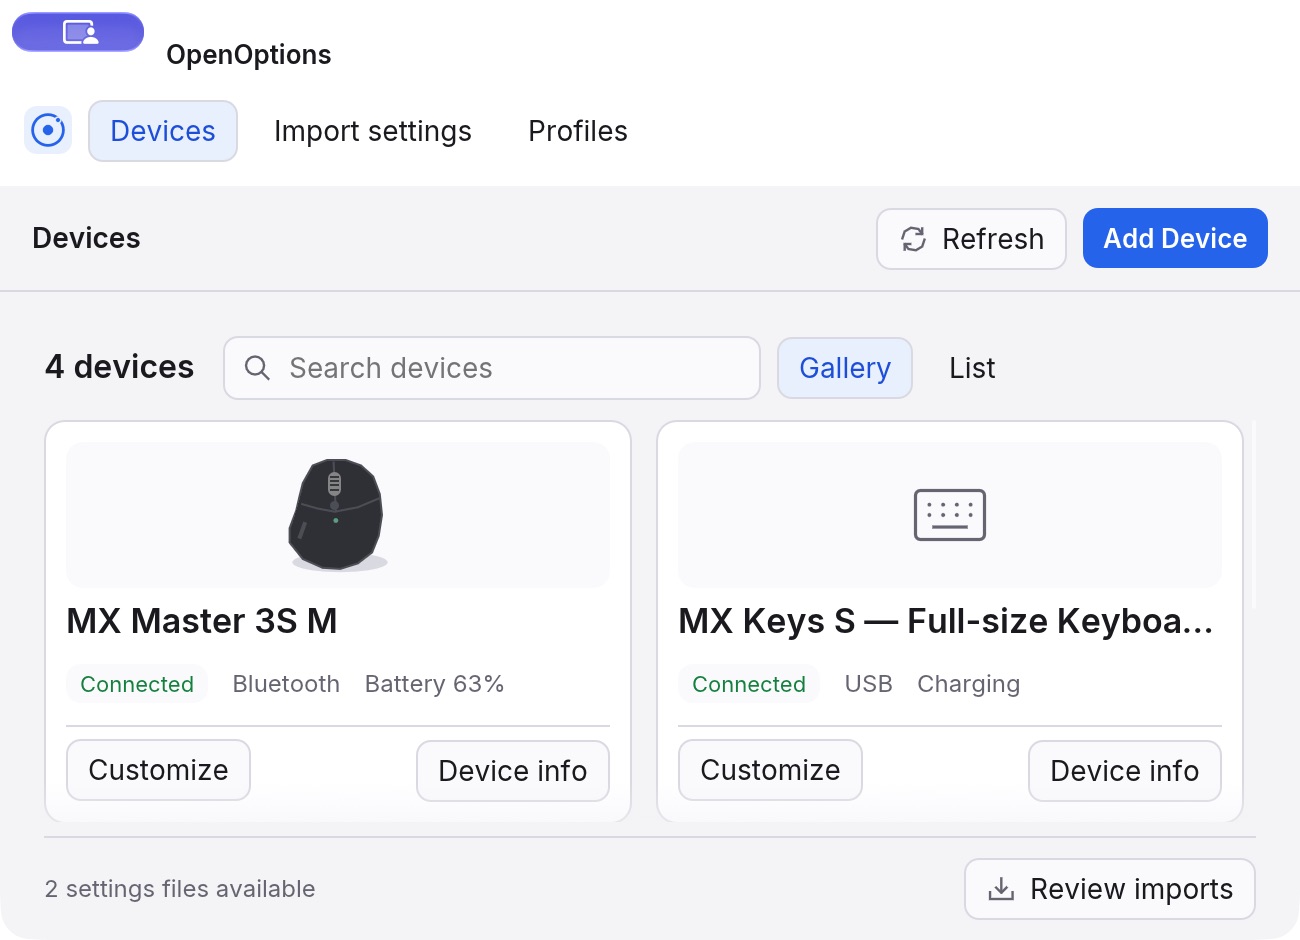 OpenOptions
Devices Import settings Profiles
Devices Refresh Add Device
4 devices Search devices Gallery List
MX Master 3S M
Connected Bluetooth Battery 63%
Customize Device info
MX Keys S — Full-size Keyboa...
Connected USB Charging
Customize Device info
2 settings files available Review imports